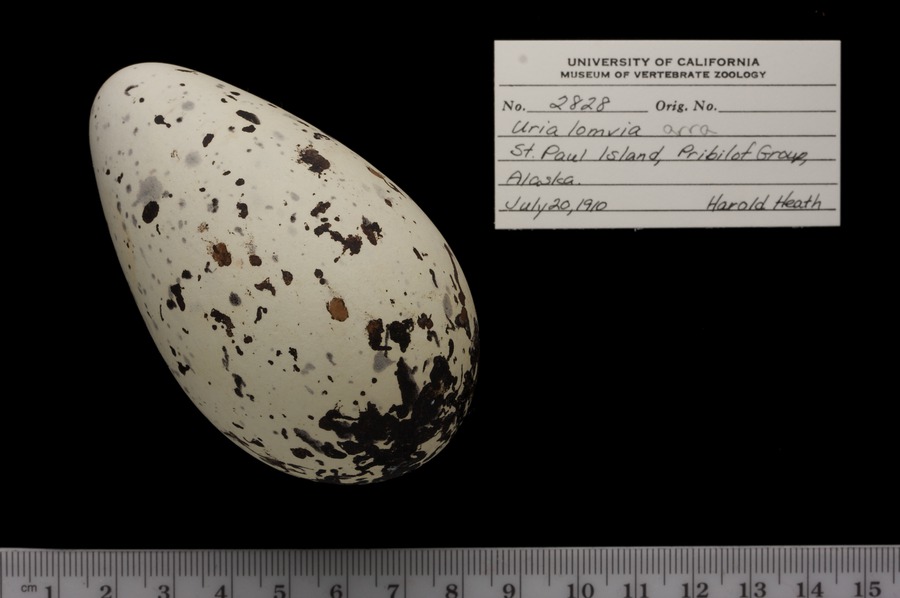 UNIVERSITY OF CALIFORNIA
MUSEUM OF VERTEBRATE ZOOLOGY
No. 2828 Orig. No.
Uria lomvia arra
St. Paul Island, Pribilof Group,
Alaska.
July 20, 1910 Harold Heath
cm 1 2 3 4 5 6 7 8 9 10 11 12 13 14 15